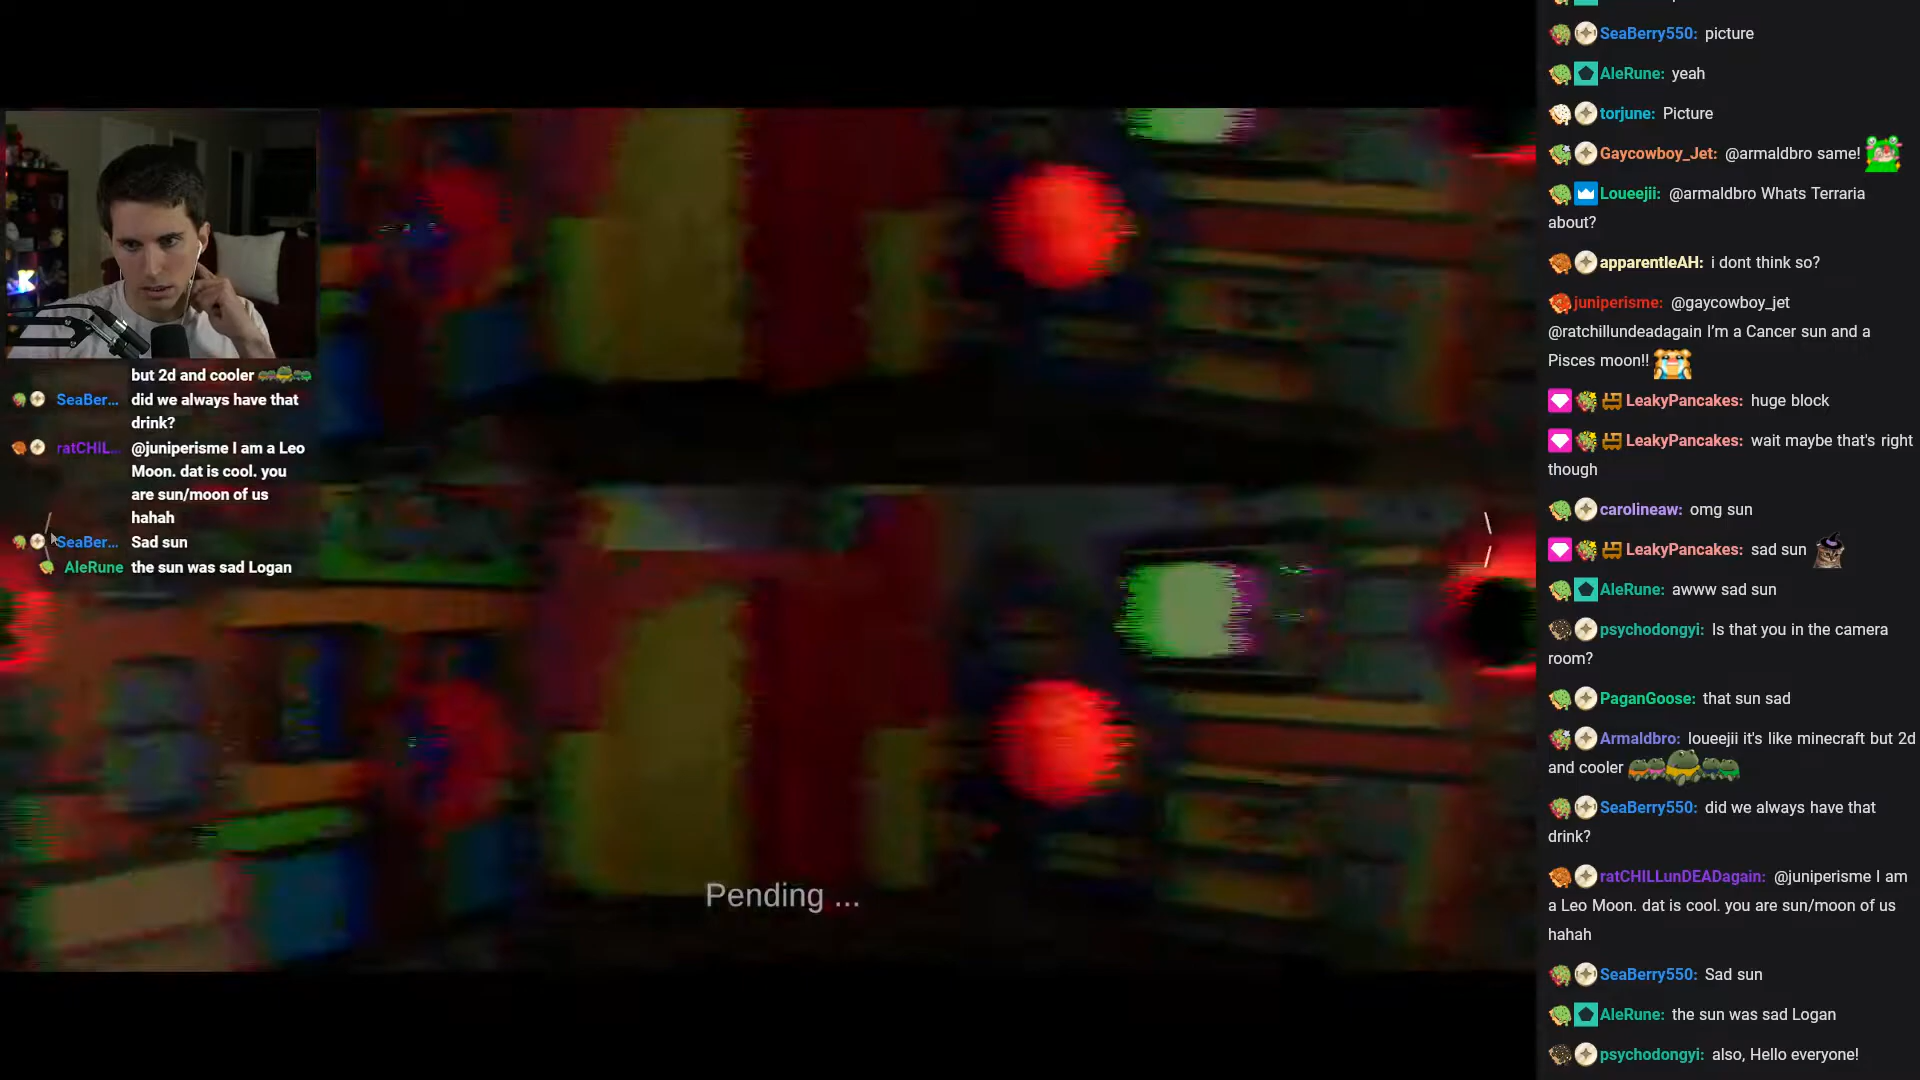 but 2d and cooler
SeaBer... did we always have that
drink?
ratCHIL... @juniperisme I am a Leo
Moon. dat is cool. you
are sun/moon of us
hahah
SeaBer... Sad sun
AleRune the sun was sad Logan
Pending ...
SeaBerry550: picture
AleRune: yeah
torjune: Picture
Gaycowboy_Jet: @armaldbro same!
Loueejii: @armaldbro Whats Terraria
about?
apparentleAH: i dont think so?
juniperisme: @gaycowboy_jet
@ratchillundeadagain I'm a Cancer sun and a
Pisces moon!!
LeakyPancakes: huge block
LeakyPancakes: wait maybe that's right
though
carolineaw: omg sun
LeakyPancakes: sad sun
AleRune: awww sad sun
psychodongyi: Is that you in the camera
room?
PaganGoose: that sun sad
Armaldbro: loueejii it's like minecraft but 2d
and cooler
SeaBerry550: did we always have that
drink?
ratCHILLunDEADagain: @juniperisme I am
a Leo Moon. dat is cool. you are sun/moon of us
hahah
SeaBerry550: Sad sun
AleRune: the sun was sad Logan
psychodongyi: also, Hello everyone!